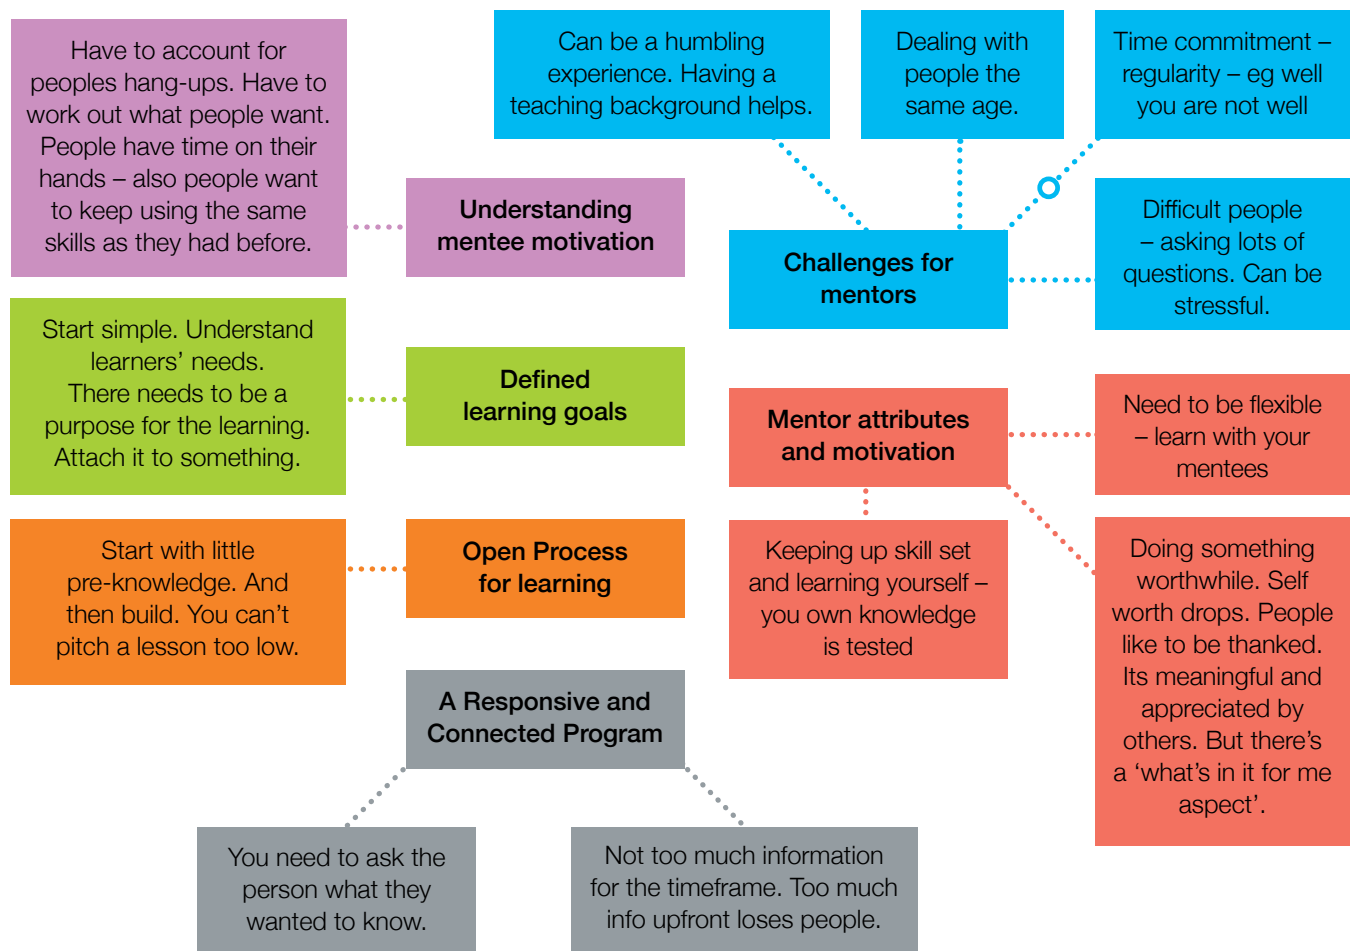 Have to account for
peoples hang-ups. Have to
work out what people want.
People have time on their
hands – also people want
to keep using the same
skills as they had before.
Understanding
mentee motivation
Start simple. Understand
learners’ needs.
There needs to be a
purpose for the learning.
Attach it to something.
Defined
learning goals
Start with little
pre-knowledge. And
then build. You can’t
pitch a lesson too low.
Open Process
for learning
A Responsive and
Connected Program
You need to ask the
person what they
wanted to know.
Not too much information
for the timeframe. Too much
info upfront loses people.
Can be a humbling
experience. Having a
teaching background helps.
Dealing with
people the
same age.
Time commitment –
regularity – eg well
you are not well
Challenges for
mentors
Difficult people
– asking lots of
questions. Can be
stressful.
Mentor attributes
and motivation
Need to be flexible
– learn with your
mentees
Keeping up skill set
and learning yourself –
you own knowledge
is tested
Doing something
worthwhile. Self
worth drops. People
like to be thanked.
Its meaningful and
appreciated by
others. But there’s
a ‘what’s in it for me
aspect’.